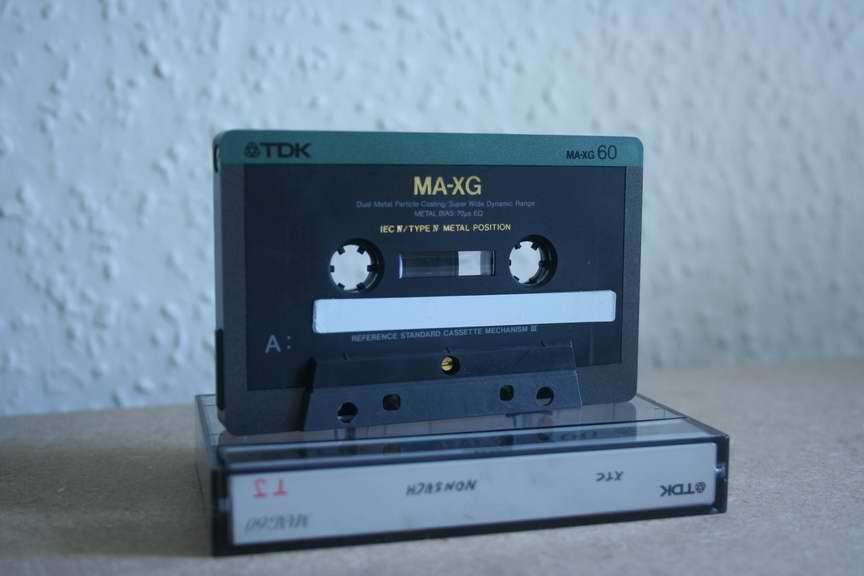 TDK MA-XG 60
MA-XG
Dual Metal Particle Coating/Super Wide Dynamic Range
METAL BIAS: 70µs EQ
IEC IV/TYPE IV METAL POSITION
A:
REFERENCE STANDARD CASSETTE MECHANISM III
TDK XTC NONSUCH